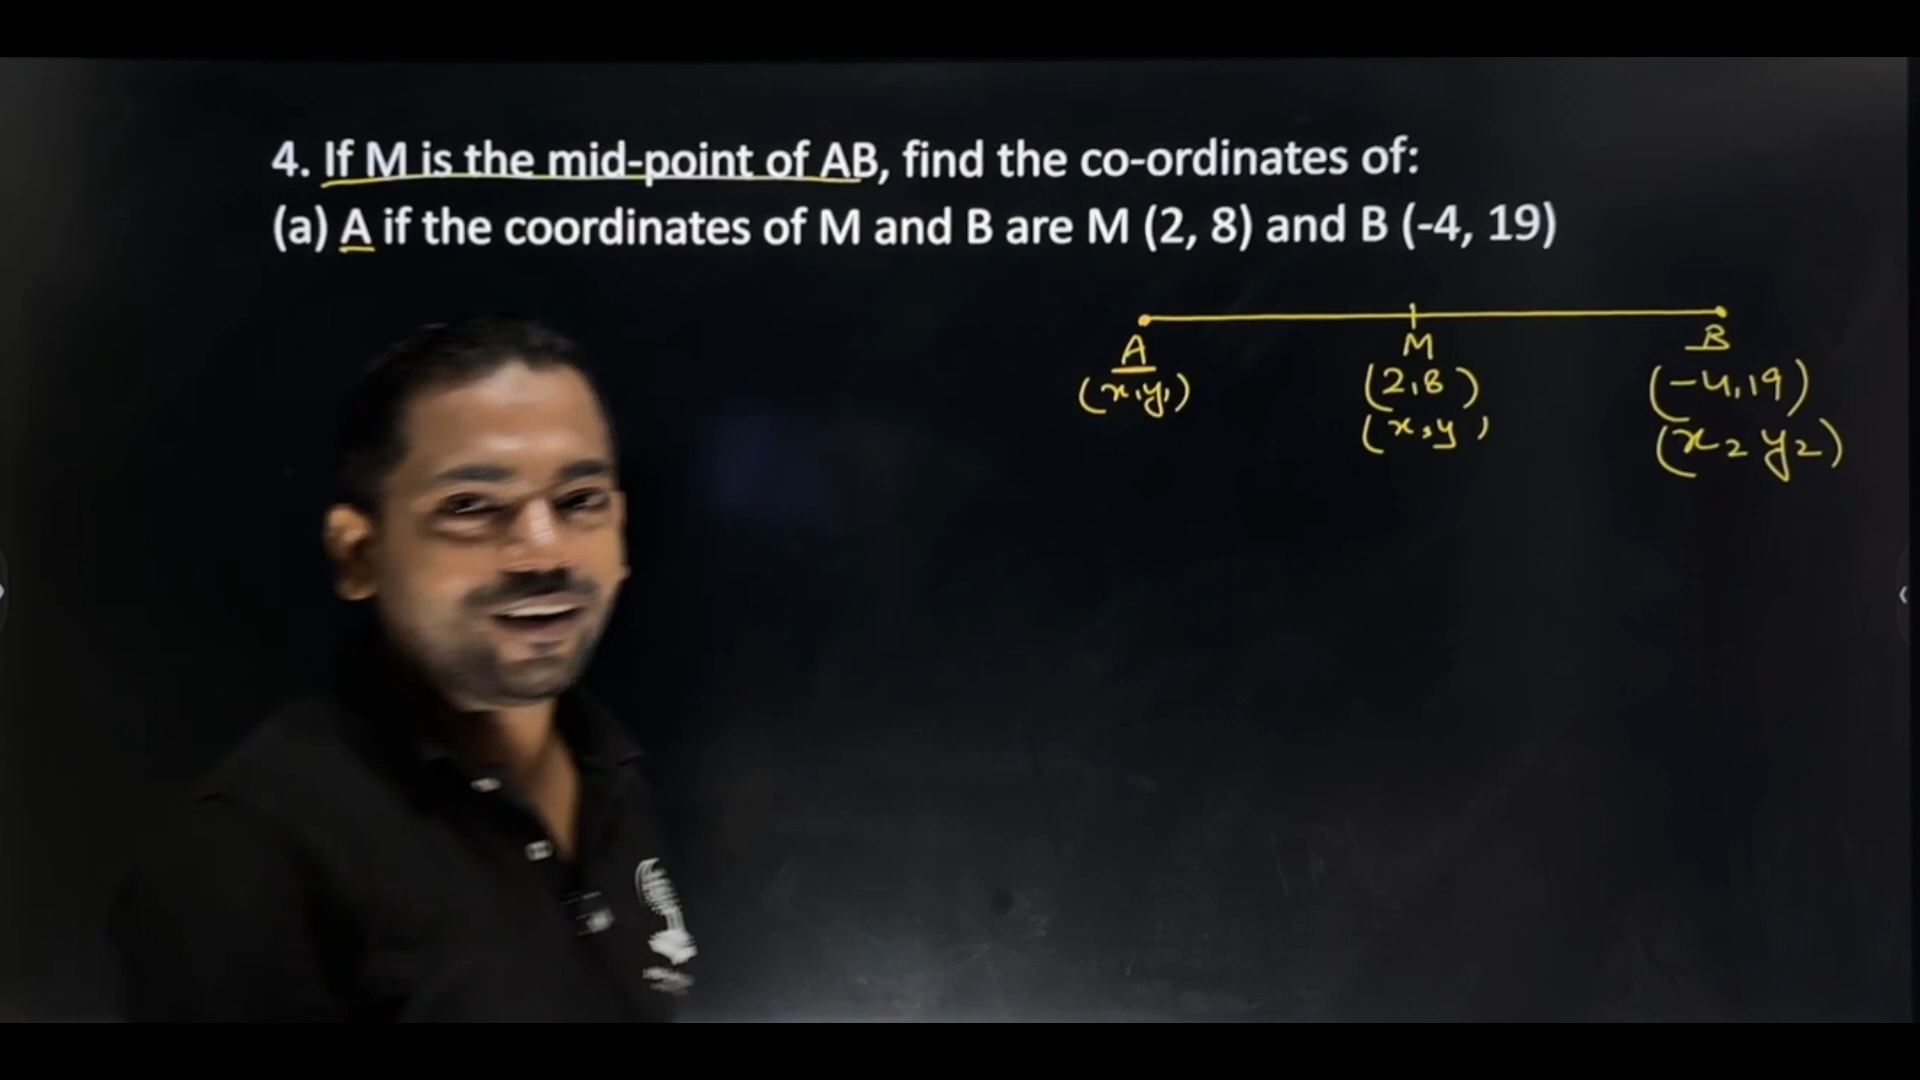 4. If M is the mid-point of AB, find the co-ordinates of:
(a) A if the coordinates of M and B are M (2, 8) and B (-4, 19)
A M B
(x₁y₁) (2,8) (-4,19)
(x,y) (x₂ y₂)